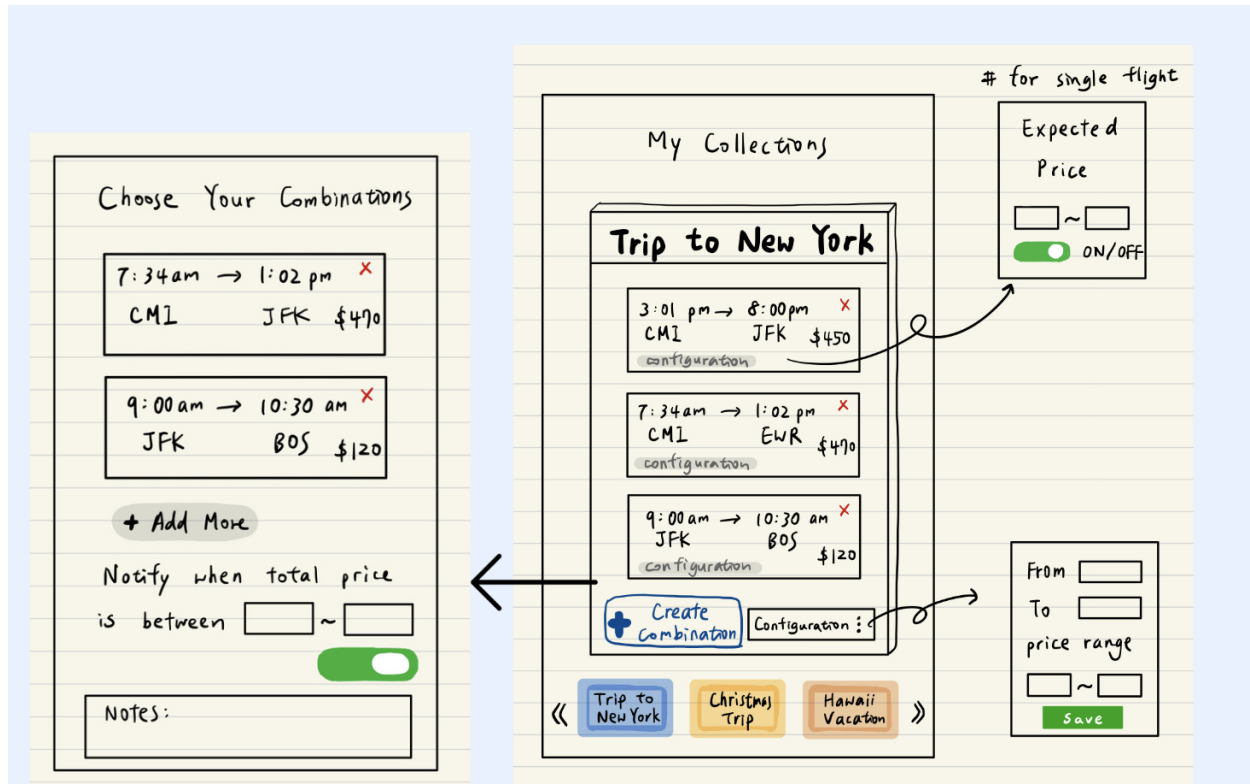 Choose Your Combinations
7:34am → 1:02 pm ×
CMI JFK $470
9:00am → 10:30 am ×
JFK BOS $120
+ Add More
Notify when total price
is between ~
Notes:
My Collections
Trip to New York
3:01 pm → 8:00pm ×
CMI JFK $450
configuration
7:34am → 1:02 pm ×
CMI EWR $470
configuration
9:00am → 10:30 am ×
JFK BOS $120
configuration
+ Create
Combination
Configuration ⋮
« Trip to
New York
Christmas
Trip
Hawaii
Vacation »
# for single flight
Expected
Price
~
ON/OFF
From
To
price range
~
Save